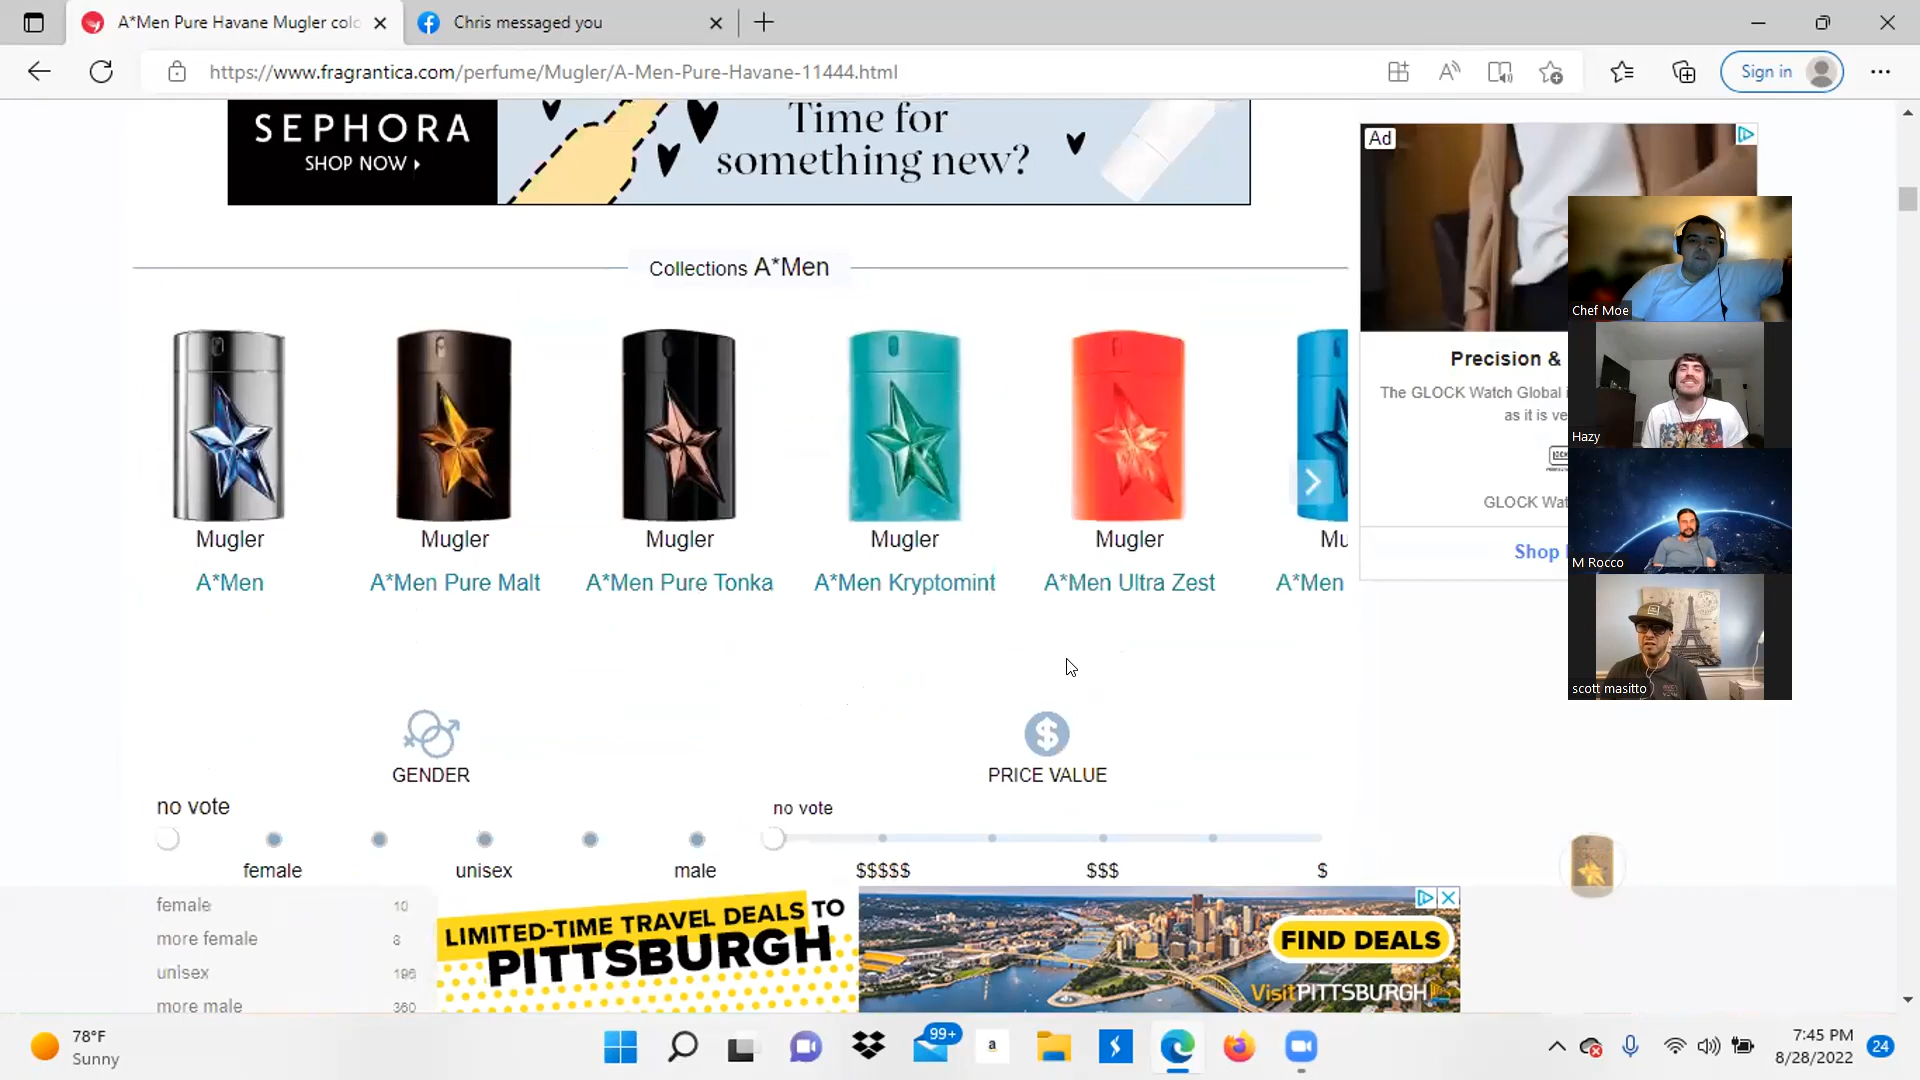 A*Men Pure Havane Mugler colo
Chris messaged you
https://www.fragrantica.com/perfume/Mugler/A-Men-Pure-Havane-11444.html
Sign in
SEPHORA
SHOP NOW
Time for
something new?
Ad
Collections A*Men
Precision &
The GLOCK Watch Global i
as it is ve
GLOCK Wat
Shop
Chef Moe
Hazy
M Rocco
scott masitto
Mugler
Mugler
Mugler
Mugler
Mugler
Mu
A*Men
A*Men Pure Malt
A*Men Pure Tonka
A*Men Kryptomint
A*Men Ultra Zest
A*Men
GENDER
PRICE VALUE
no vote
no vote
female
unisex
male
$$$$$
$$$
$
female 10
more female 8
unisex 196
more male 360
LIMITED-TIME TRAVEL DEALS TO
PITTSBURGH
FIND DEALS
VisitPITTSBURGH
78°F
Sunny
99+
a
7:45 PM
8/28/2022
24